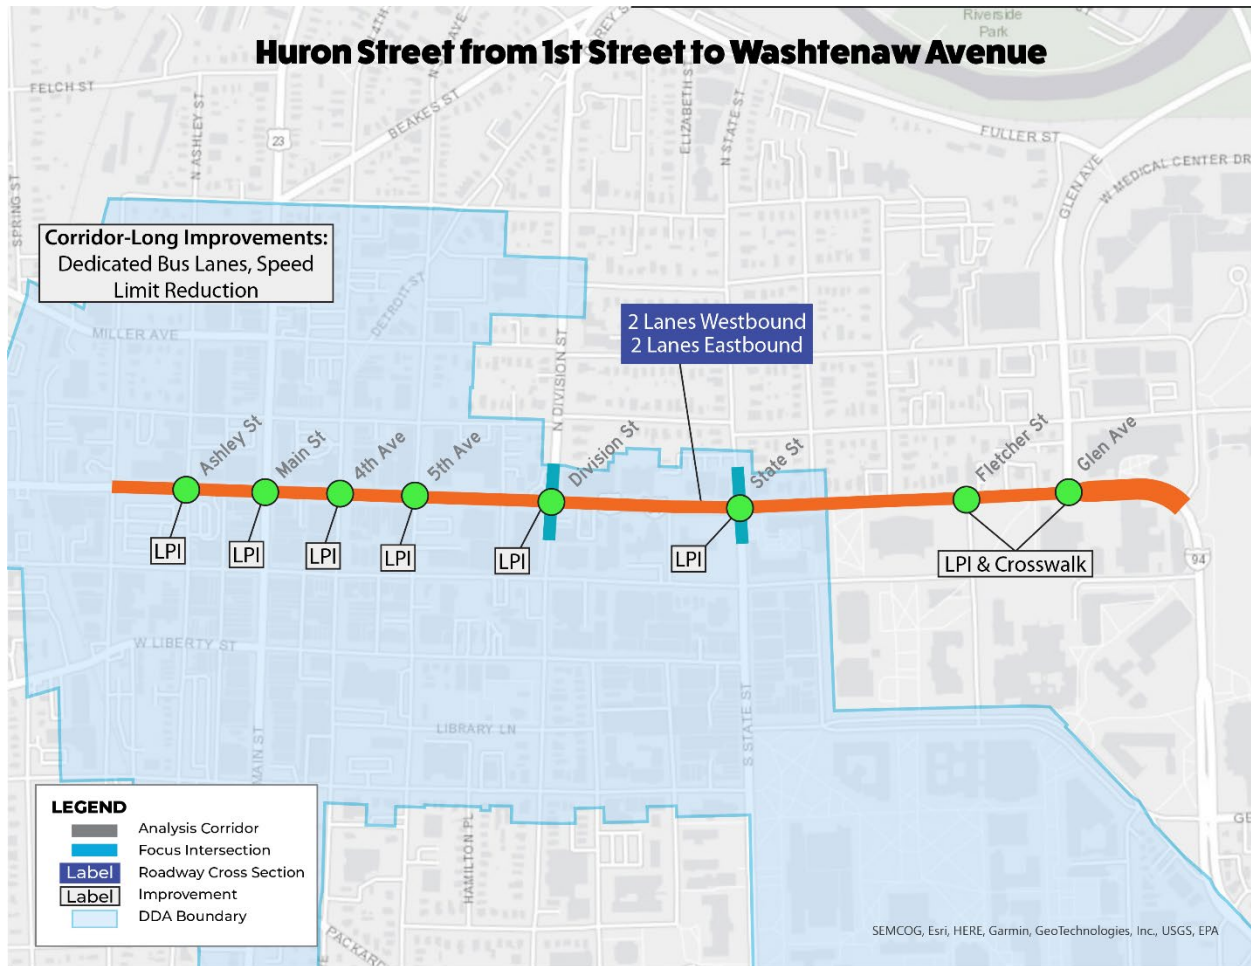 Riverside
Park
Huron Street from 1st Street to Washtenaw Avenue
FELCH ST
N ASHLEY ST
23
BEAKES ST
ELIZABETH ST
N STATE ST
FULLER ST
GLEN AVE
W MEDICAL CENTER DR
SPRING ST
Corridor-Long Improvements:
Dedicated Bus Lanes, Speed
Limit Reduction
MILLER AVE
DETROIT ST
N DIVISION ST
2 Lanes Westbound
2 Lanes Eastbound
Ashley St
Main St
4th Ave
5th Ave
Division St
State St
Fletcher St
Glen Ave
LPI
LPI
LPI
LPI
LPI
LPI
LPI & Crosswalk
94
W LIBERTY ST
LIBRARY LN
MAIN ST
S STATE ST
HAMILTON PL
PACKARD
GE
LEGEND
Analysis Corridor
Focus Intersection
Label Roadway Cross Section
Label Improvement
DDA Boundary
SEMCOG, Esri, HERE, Garmin, GeoTechnologies, Inc., USGS, EPA